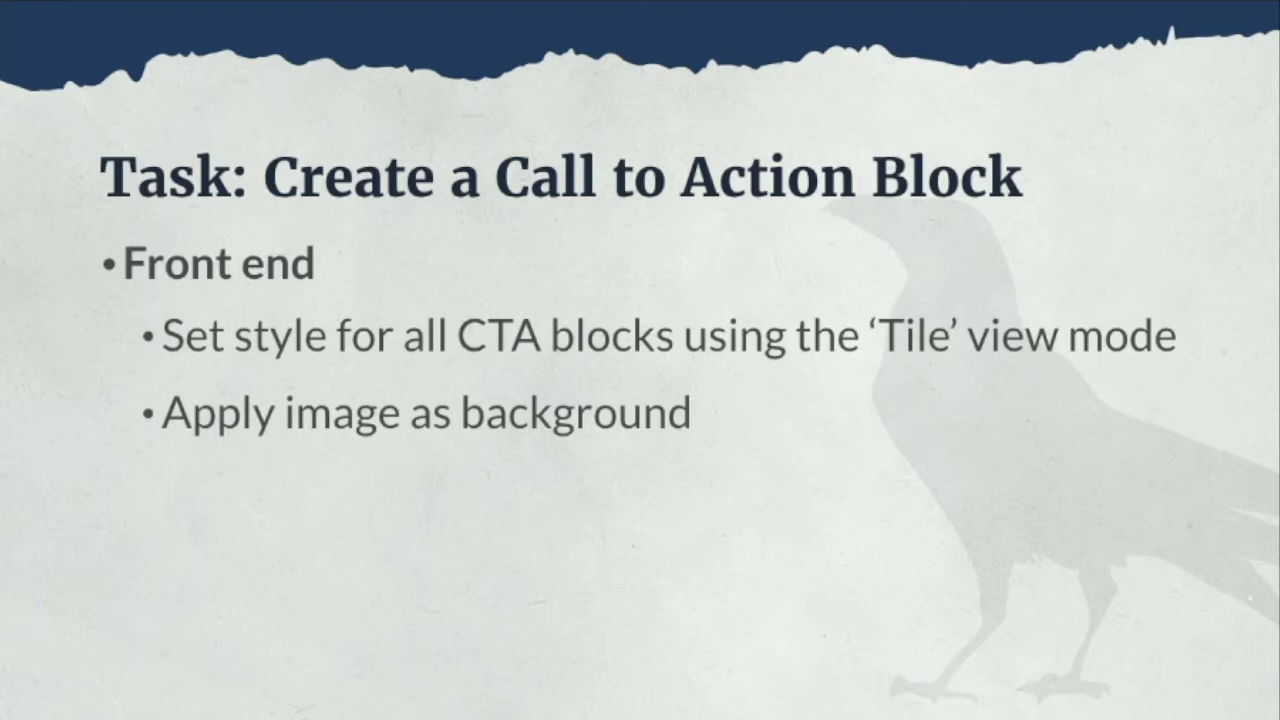 Task: Create a Call to Action Block
• Front end
• Set style for all CTA blocks using the ‘Tile’ view mode
• Apply image as background